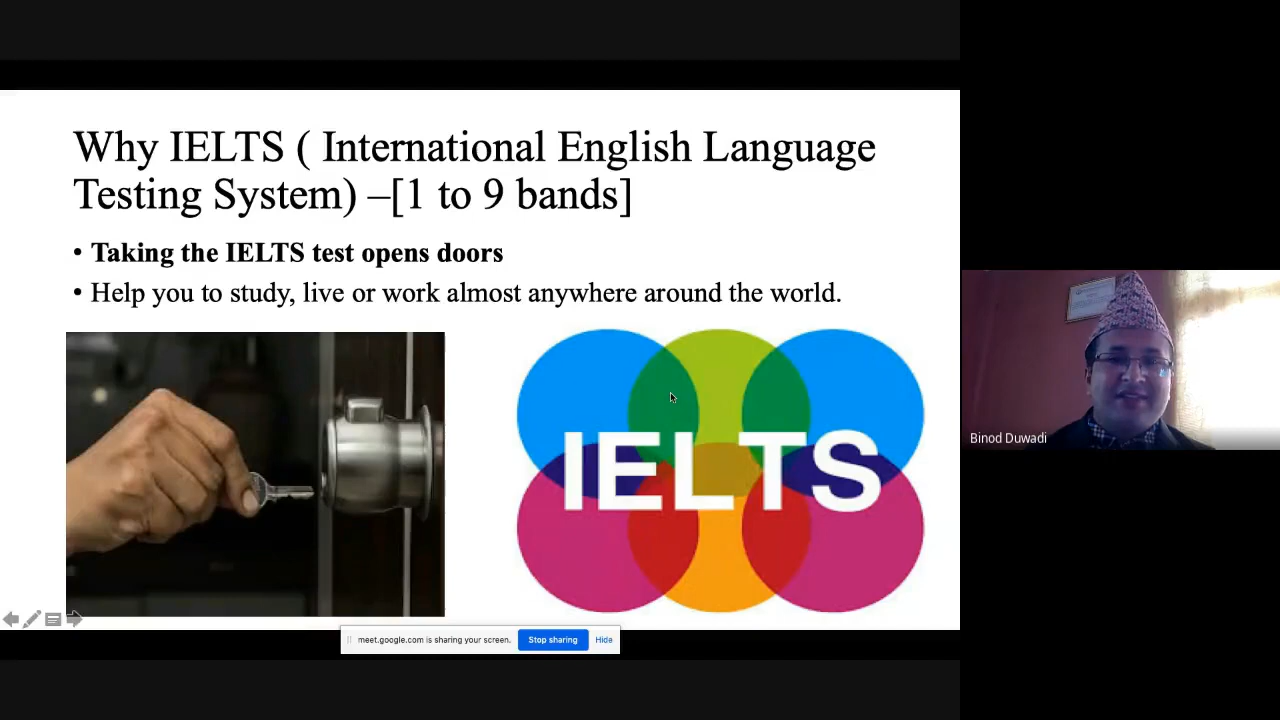 Why IELTS ( International English Language
Testing System) –[1 to 9 bands]
• Taking the IELTS test opens doors
• Help you to study, live or work almost anywhere around the world.
IELTS
Binod Duwadi
meet.google.com is sharing your screen.
Stop sharing
Hide